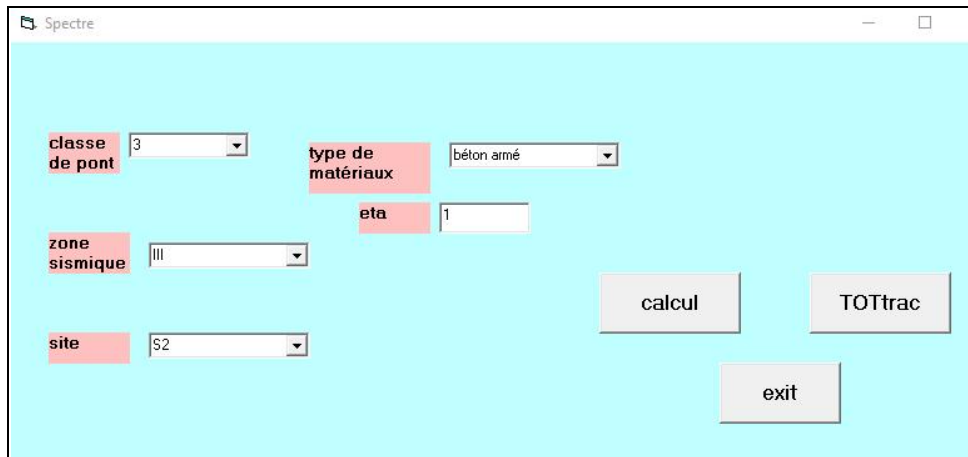 Spectre
classe
de pont
3
type de
matériaux
béton armé
eta
1
zone
sismique
III
calcul
TOTtrac
site
S2
exit